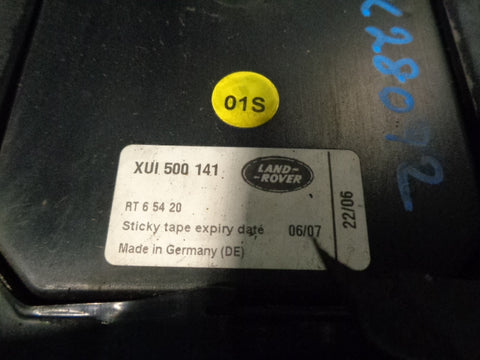 C28092
01S
XUI 500 141
LAND-
-ROVER
RT 6 54 20
Sticky tape expiry date 06/07
Made in Germany (DE)
22/06